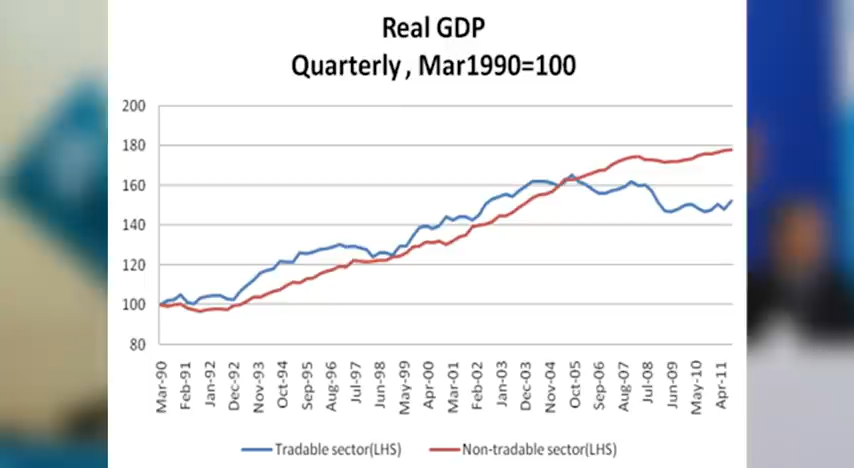 Real GDP
Quarterly , Mar1990=100
200
180
160
140
120
100
80
Mar-90
Feb-91
Jan-92
Dec-92
Nov-93
Oct-94
Sep-95
Aug-96
Jul-97
Jun-98
May-99
Apr-00
Mar-01
Feb-02
Jan-03
Dec-03
Nov-04
Oct-05
Sep-06
Aug-07
Jul-08
Jun-09
May-10
Apr-11
Tradable sector(LHS)
Non-tradable sector(LHS)